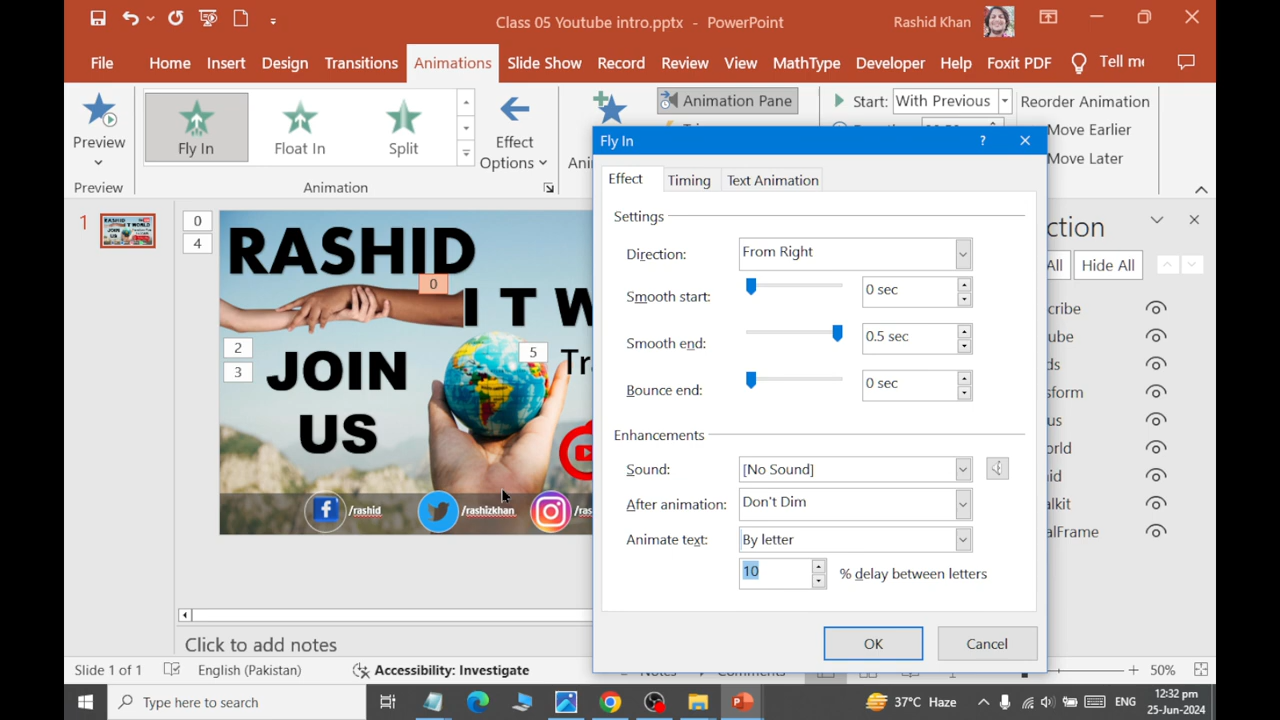 Class 05 Youtube intro.pptx - PowerPoint
Rashid Khan
File Home Insert Design Transitions Animations Slide Show Record Review View MathType Developer Help Foxit PDF Tell me
Preview
Fly In
Float In
Split
Effect
Options
Animation Pane
Start: With Previous
Reorder Animation
Move Earlier
Move Later
Preview
Animation
Fly In
? ×
Effect Timing Text Animation
Settings
Direction: From Right
Smooth start: 0 sec
Smooth end: 0.5 sec
Bounce end: 0 sec
Enhancements
Sound: [No Sound]
After animation: Don't Dim
Animate text: By letter
10 % delay between letters
OK Cancel
1
0
4
RASHID
0
I T W
2
3
JOIN
US
5
Tr
/rashid
/rashizkhan
/ras
ction
All Hide All
cribe
ube
ds
sform
us
orld
hid
alkit
alFrame
Click to add notes
Slide 1 of 1
English (Pakistan)
Accessibility: Investigate
Notes
Comments
50%
Type here to search
37°C Haze
ENG
12:32 pm
25-Jun-2024